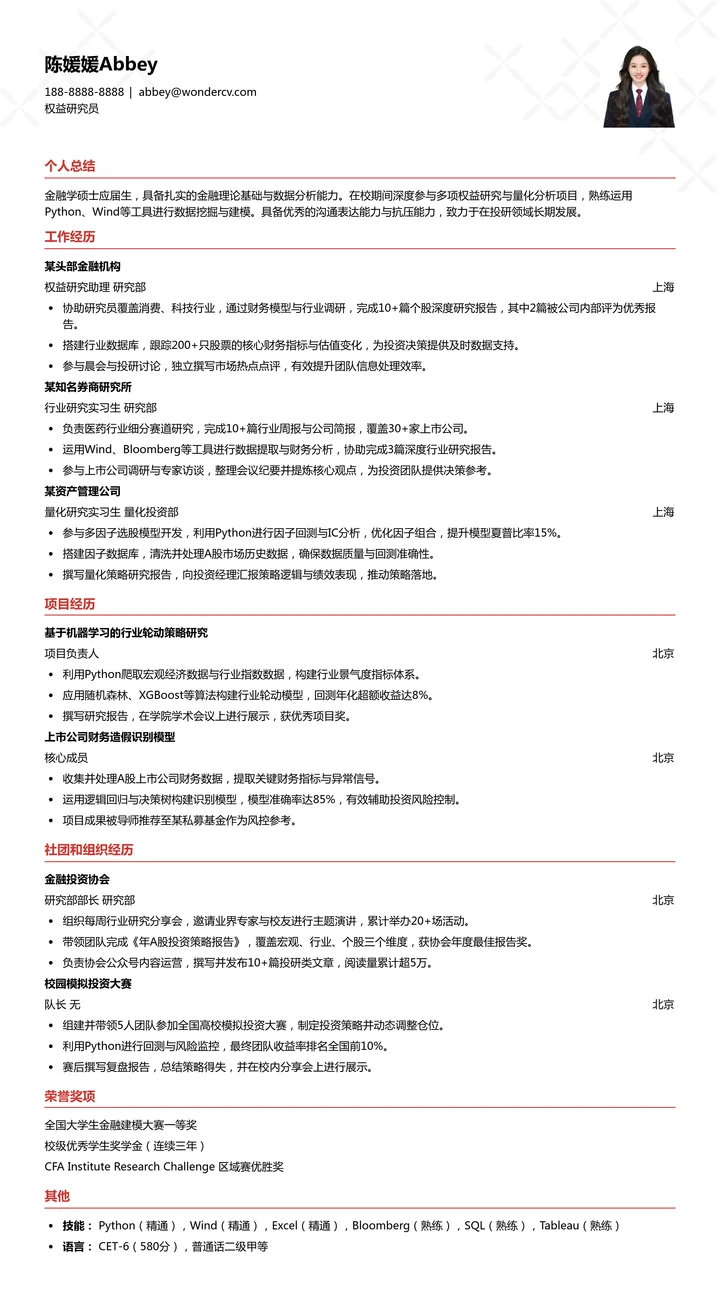 陈媛媛Abbey
188-8888-8888 | abbey@wondercv.com
权益研究员
个人总结
金融学硕士应届生，具备扎实的金融理论基础与数据分析能力。在校期间深度参与多项权益研究与量化分析项目，熟练运用
Python、Wind等工具进行数据挖掘与建模。具备优秀的沟通表达能力与抗压能力，致力于在投研领域长期发展。
工作经历
某头部金融机构
权益研究助理 研究部 上海
• 协助研究员覆盖消费、科技行业，通过财务模型与行业调研，完成10+篇个股深度研究报告，其中2篇被公司内部评为优秀报
告。
• 搭建行业数据库，跟踪200+只股票的核心财务指标与估值变化，为投资决策提供及时数据支持。
• 参与晨会与投研讨论，独立撰写市场热点点评，有效提升团队信息处理效率。
某知名券商研究所
行业研究实习生 研究部 上海
• 负责医药行业细分赛道研究，完成10+篇行业周报与公司简报，覆盖30+家上市公司。
• 运用Wind、Bloomberg等工具进行数据提取与财务分析，协助完成3篇深度行业研究报告。
• 参与上市公司调研与专家访谈，整理会议纪要并提炼核心观点，为投资团队提供决策参考。
某资产管理公司
量化研究实习生 量化投资部 上海
• 参与多因子选股模型开发，利用Python进行因子回测与IC分析，优化因子组合，提升模型夏普比率15%。
• 搭建因子数据库，清洗并处理A股市场历史数据，确保数据质量与回测准确性。
• 撰写量化策略研究报告，向投资经理汇报策略逻辑与绩效表现，推动策略落地。
项目经历
基于机器学习的行业轮动策略研究
项目负责人 北京
• 利用Python爬取宏观经济数据与行业指数数据，构建行业景气度指标体系。
• 应用随机森林、XGBoost等算法构建行业轮动模型，回测年化超额收益达8%。
• 撰写研究报告，在学院学术会议上进行展示，获优秀项目奖。
上市公司财务造假识别模型
核心成员 北京
• 收集并处理A股上市公司财务数据，提取关键财务指标与异常信号。
• 运用逻辑回归与决策树构建识别模型，模型准确率达85%，有效辅助投资风险控制。
• 项目成果被导师推荐至某私募基金作为风控参考。
社团和组织经历
金融投资协会
研究部部长 研究部 北京
• 组织每周行业研究分享会，邀请业界专家与校友进行主题演讲，累计举办20+场活动。
• 带领团队完成《年A股投资策略报告》，覆盖宏观、行业、个股三个维度，获协会年度最佳报告奖。
• 负责协会公众号内容运营，撰写并发布10+篇投研类文章，阅读量累计超5万。
校园模拟投资大赛
队长 无 北京
• 组建并带领5人团队参加全国高校模拟投资大赛，制定投资策略并动态调整仓位。
• 利用Python进行回测与风险监控，最终团队收益率排名全国前10%。
• 赛后撰写复盘报告，总结策略得失，并在校内分享会上进行展示。
荣誉奖项
全国大学生金融建模大赛一等奖
校级优秀学生奖学金（连续三年）
CFA Institute Research Challenge 区域赛优胜奖
其他
• 技能： Python（精通），Wind（精通），Excel（精通），Bloomberg（熟练），SQL（熟练），Tableau（熟练）
• 语言： CET-6（580分），普通话二级甲等